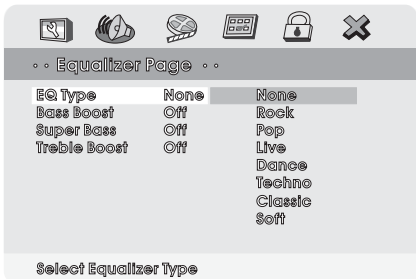 ·· Equalizer Page ··
EQ Type None None
Bass Boost Off Rock
Super Bass Off Pop
Treble Boost Off Live
Dance
Techno
Classic
Soft
Select Equalizer Type